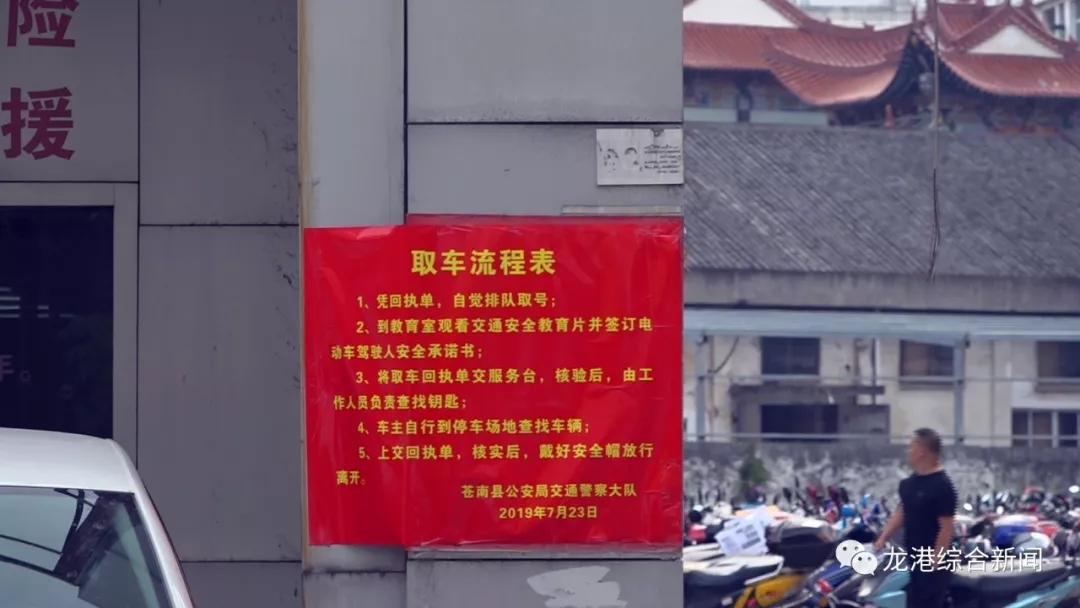 险
援
手。
取车流程表
1、凭回执单，自觉排队取号；
2、到教育室观看交通安全教育片并签订电
动车驾驶人安全承诺书；
3、将取车回执单交服务台，核验后，由工
作人员负责查找钥匙；
4、车主自行到停车场地查找车辆；
5、上交回执单，核实后，戴好安全帽放行
离开。
苍南县公安局交通警察大队
2019年7月23日
龙港综合新闻